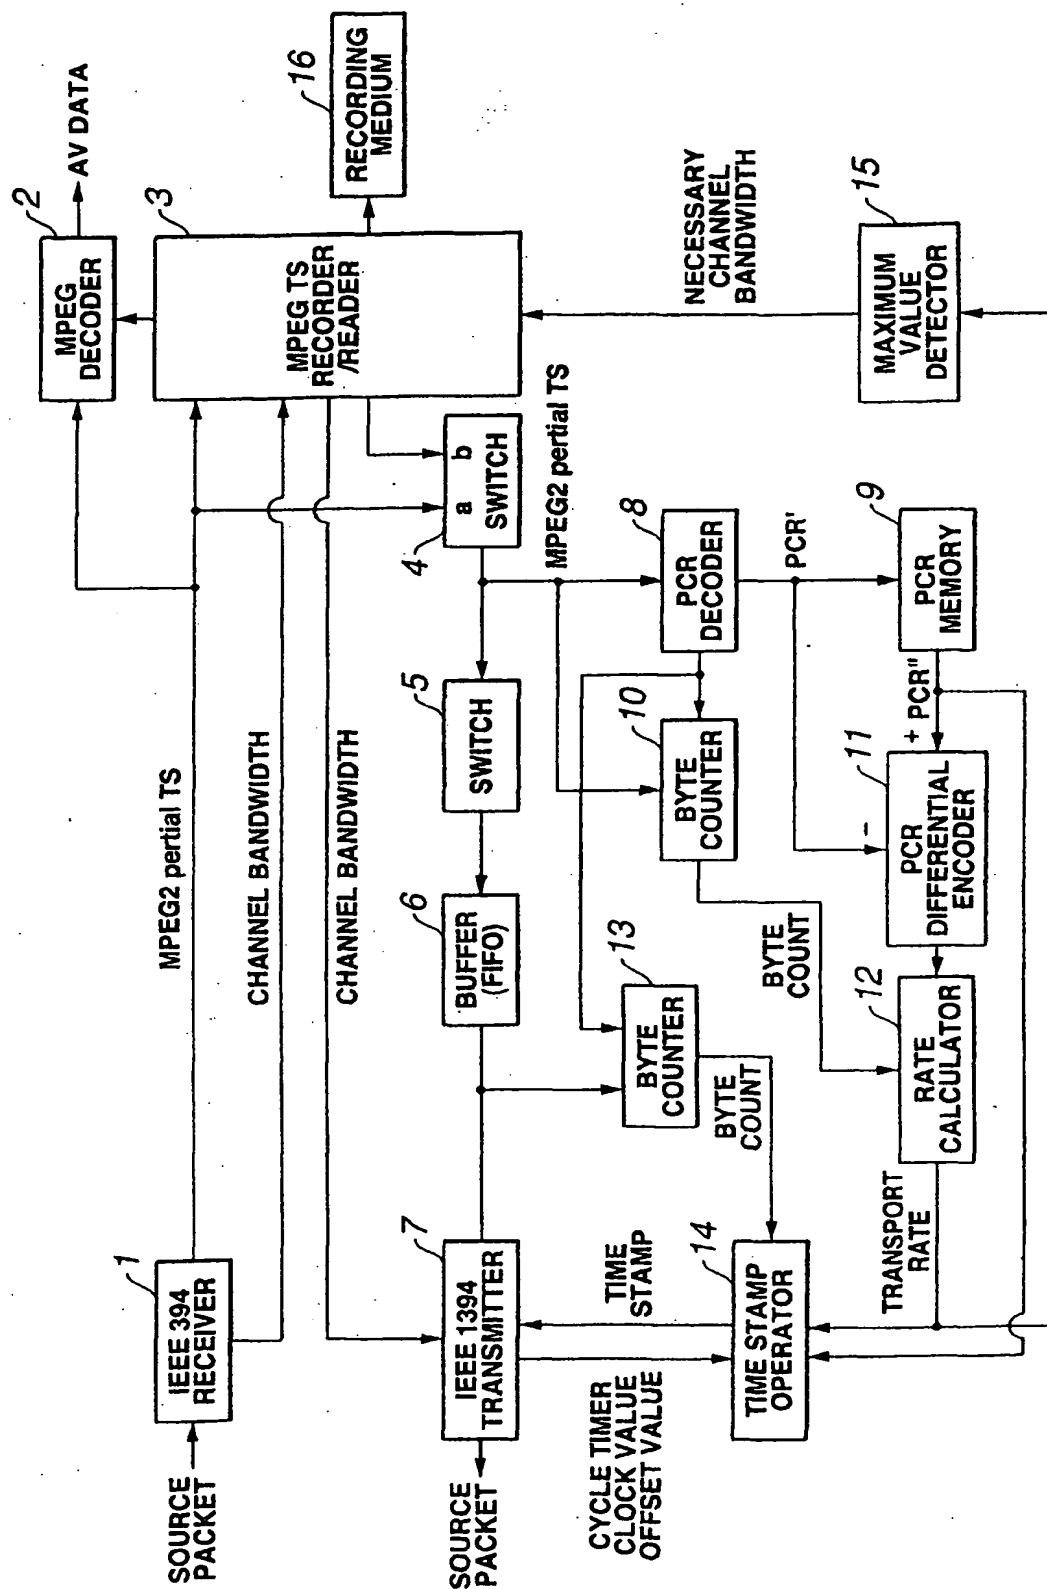 SOURCE
PACKET
1
IEEE 394
RECEIVER
MPEG2 pertial TS
CHANNEL BANDWIDTH
CHANNEL BANDWIDTH
2
MPEG
DECODER
AV DATA
3
MPEG TS
RECORDER
/READER
16
RECORDING
MEDIUM
4
a b
SWITCH
MPEG2 pertial TS
5
SWITCH
6
BUFFER
(FIFO)
7
IEEE 1394
TRANSMITTER
SOURCE
PACKET
NECESSARY
CHANNEL
BANDWIDTH
8
PCR
DECODER
10
BYTE
COUNTER
13
BYTE
COUNTER
BYTE
COUNT
TIME
STAMP
CYCLE TIMER
CLOCK VALUE
OFFSET VALUE
14
TIME STAMP
OPERATOR
PCR'
9
PCR
MEMORY
+ PCR"
−
11
PCR
DIFFERENTIAL
ENCODER
BYTE
COUNT
12
RATE
CALCULATOR
TRANSPORT
RATE
15
MAXIMUM
VALUE
DETECTOR